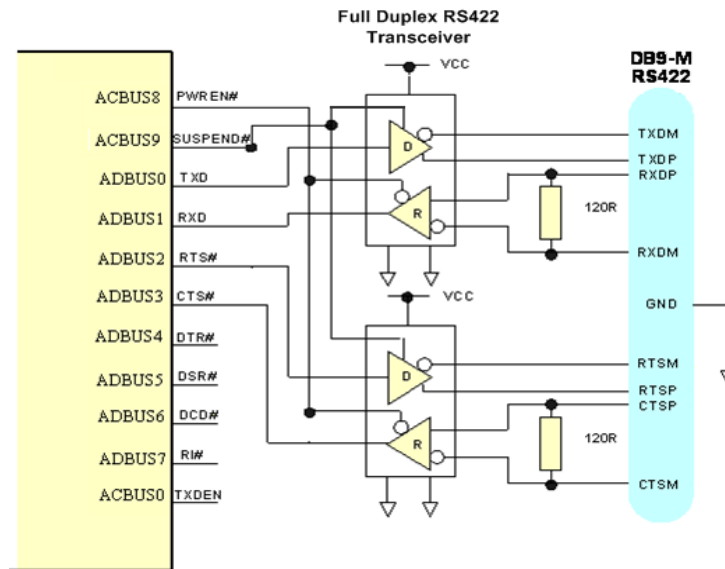 Full Duplex RS422
Transceiver
VCC
DB9-M
RS422
ACBUS8 PWREN#
ACBUS9 SUSPEND#
ADBUS0 TXD
ADBUS1 RXD
ADBUS2 RTS#
ADBUS3 CTS#
ADBUS4 DTR#
ADBUS5 DSR#
ADBUS6 DCD#
ADBUS7 RI#
ACBUS0 TXDEN
D
R
120R
TXDM
TXDP
RXDP
RXDM
GND
VCC
D
R
120R
RTSM
RTSP
CTSP
CTSM